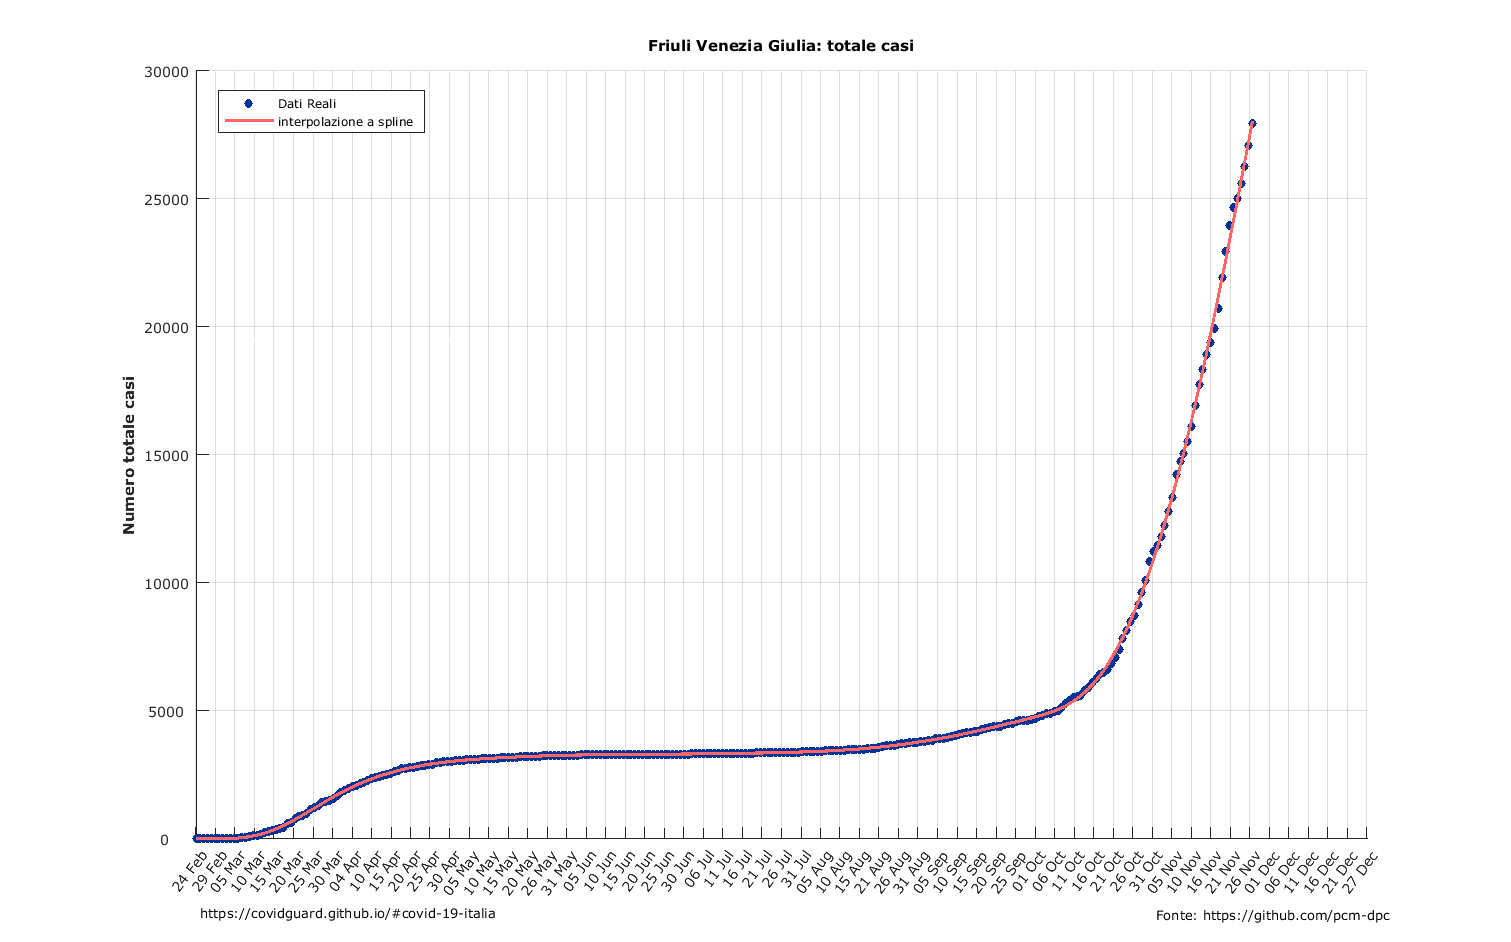 Friuli Venezia Giulia: totale casi
30000
25000
20000
15000
10000
5000
0
Numero totale casi
Dati Reali
interpolazione a spline
24 Feb
29 Feb
05 Mar
10 Mar
15 Mar
20 Mar
25 Mar
30 Mar
04 Apr
10 Apr
15 Apr
20 Apr
25 Apr
30 Apr
05 May
10 May
15 May
20 May
26 May
31 May
05 Jun
10 Jun
15 Jun
20 Jun
25 Jun
30 Jun
06 Jul
11 Jul
16 Jul
21 Jul
26 Jul
31 Jul
05 Aug
10 Aug
15 Aug
21 Aug
26 Aug
31 Aug
05 Sep
10 Sep
15 Sep
20 Sep
25 Sep
01 Oct
06 Oct
11 Oct
16 Oct
21 Oct
26 Oct
31 Oct
05 Nov
10 Nov
16 Nov
21 Nov
26 Nov
01 Dec
06 Dec
11 Dec
16 Dec
21 Dec
27 Dec
https://covidguard.github.io/#covid-19-italia
Fonte: https://github.com/pcm-dpc